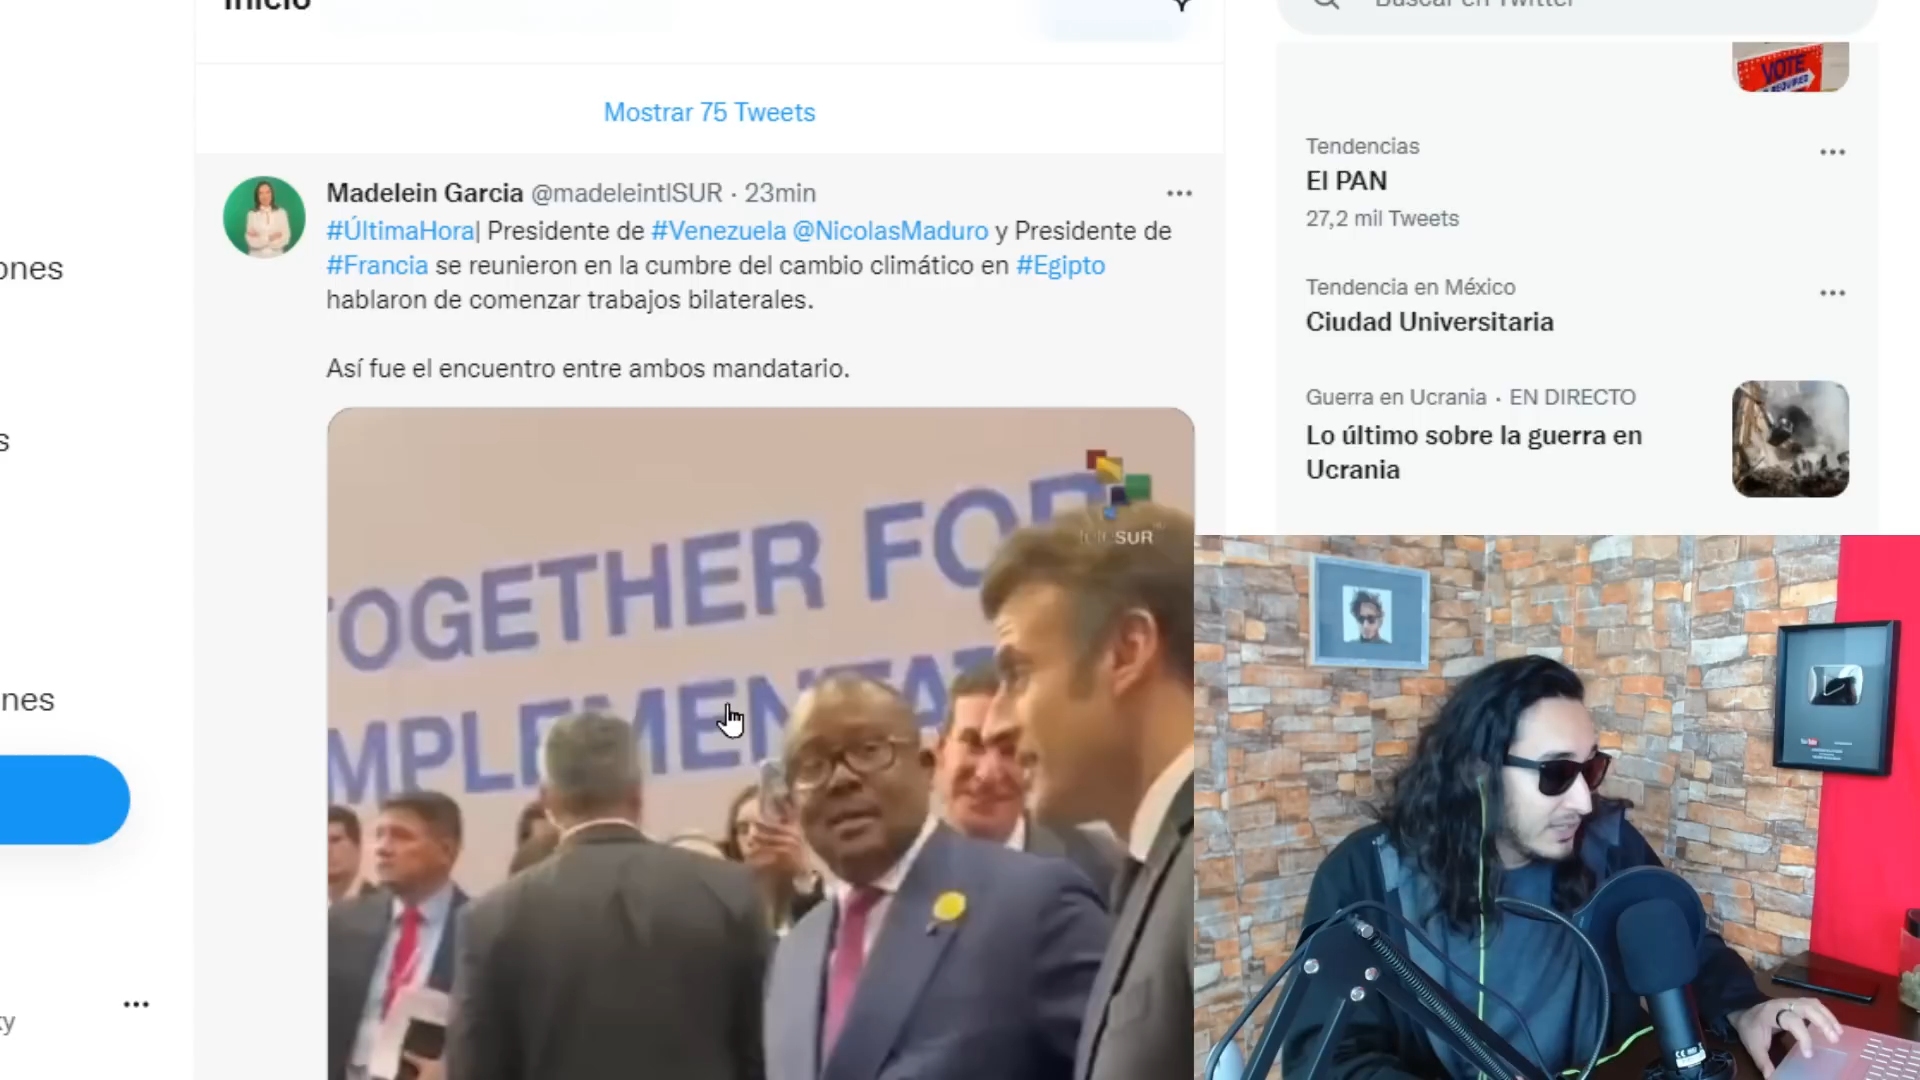 Inicio
Buscar en Twitter
Mostrar 75 Tweets
Madelein Garcia @madeleintlSUR · 23min
#ÚltimaHora| Presidente de #Venezuela @NicolasMaduro y Presidente de
#Francia se reunieron en la cumbre del cambio climático en #Egipto
hablaron de comenzar trabajos bilaterales.
Así fue el encuentro entre ambos mandatario.
TOGETHER FOR
teleSUR
VOTE
Tendencias
El PAN
27,2 mil Tweets
Tendencia en México
Ciudad Universitaria
Guerra en Ucrania · EN DIRECTO
Lo último sobre la guerra en
Ucrania
ones
s
nes